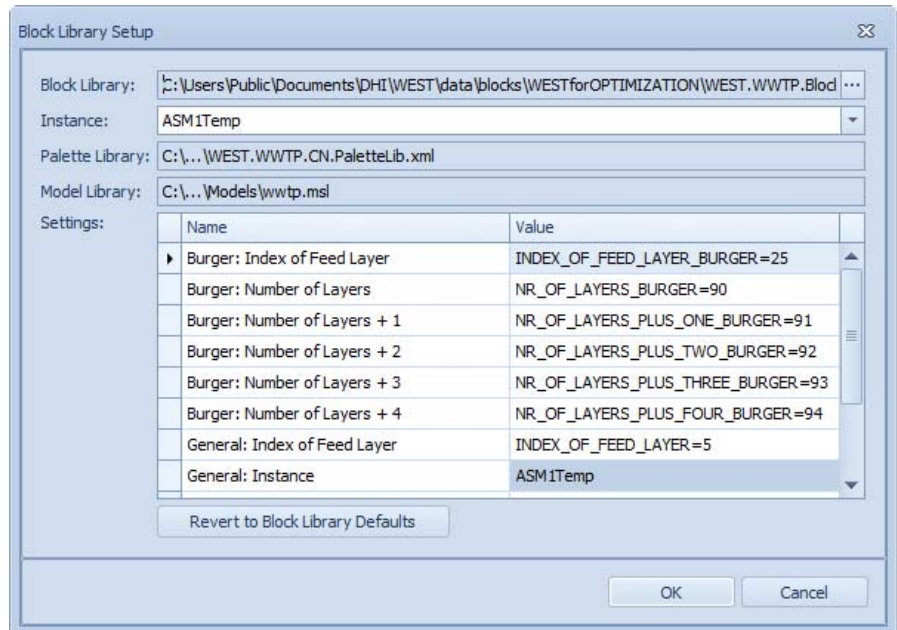 Block Library Setup
Block Library: C:\Users\Public\Documents\DHI\WEST\data\blocks\WESTforOPTIMIZATION\WEST.WWTP.Bloc ...
Instance: ASM1Temp
Palette Library: C:\...\WEST.WWTP.CN.PaletteLib.xml
Model Library: C:\...\Models\wwtp.msl
Settings: Name Value
Burger: Index of Feed Layer INDEX_OF_FEED_LAYER_BURGER=25
Burger: Number of Layers NR_OF_LAYERS_BURGER=90
Burger: Number of Layers + 1 NR_OF_LAYERS_PLUS_ONE_BURGER=91
Burger: Number of Layers + 2 NR_OF_LAYERS_PLUS_TWO_BURGER=92
Burger: Number of Layers + 3 NR_OF_LAYERS_PLUS_THREE_BURGER=93
Burger: Number of Layers + 4 NR_OF_LAYERS_PLUS_FOUR_BURGER=94
General: Index of Feed Layer INDEX_OF_FEED_LAYER=5
General: Instance ASM1Temp
Revert to Block Library Defaults
OK Cancel